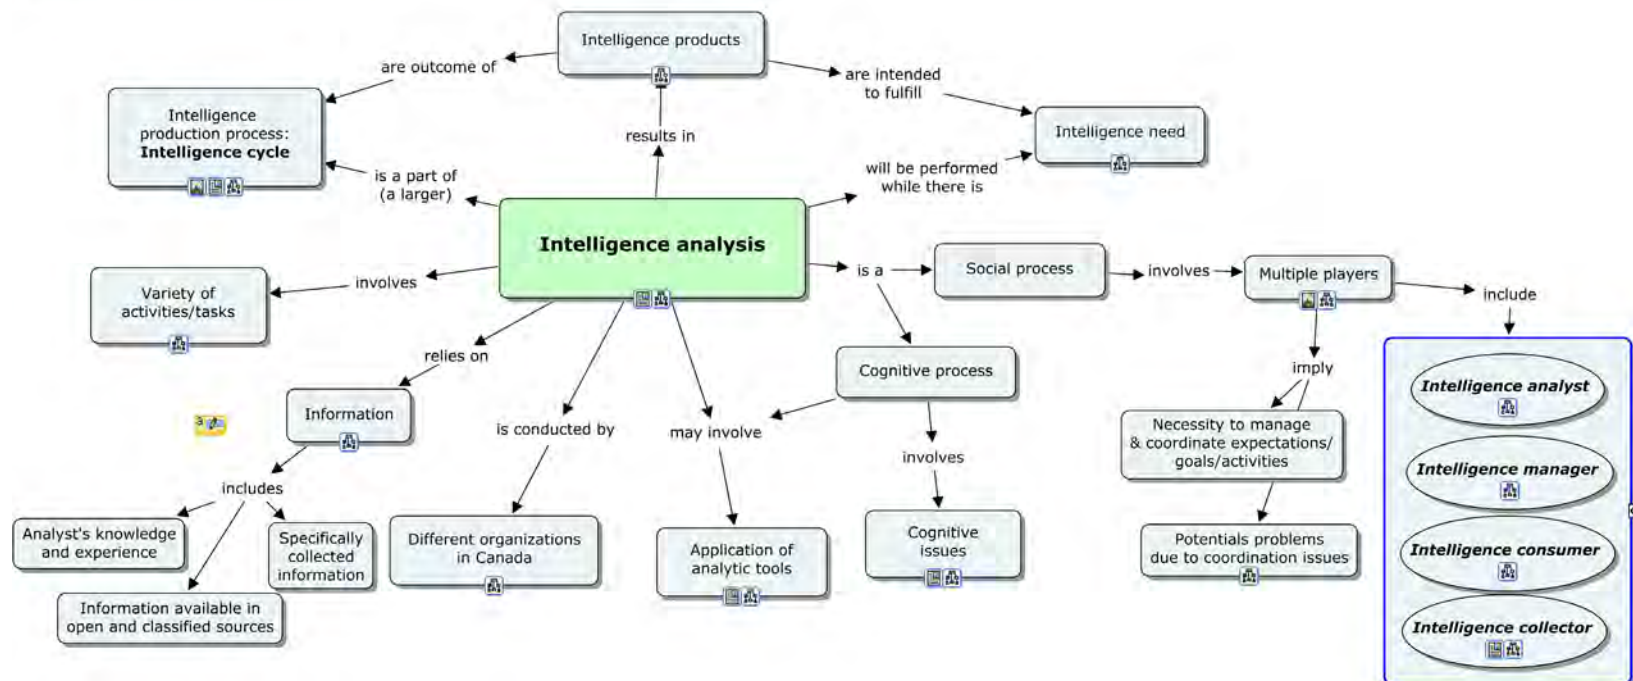 Intelligence products
are outcome of
are intended
to fulfill
Intelligence
production process:
Intelligence cycle
results in
Intelligence need
is a part of
(a larger)
will be performed
while there is
Intelligence analysis
is a
Social process
involves
Multiple players
include
Variety of
activities/tasks
involves
relies on
Information
includes
Analyst's knowledge
and experience
Specifically
collected
information
Information available in
open and classified sources
is conducted by
Different organizations
in Canada
may involve
Application of
analytic tools
Cognitive process
involves
Cognitive
issues
imply
Necessity to manage
& coordinate expectations/
goals/activities
Potentials problems
due to coordination issues
Intelligence analyst
Intelligence manager
Intelligence consumer
Intelligence collector